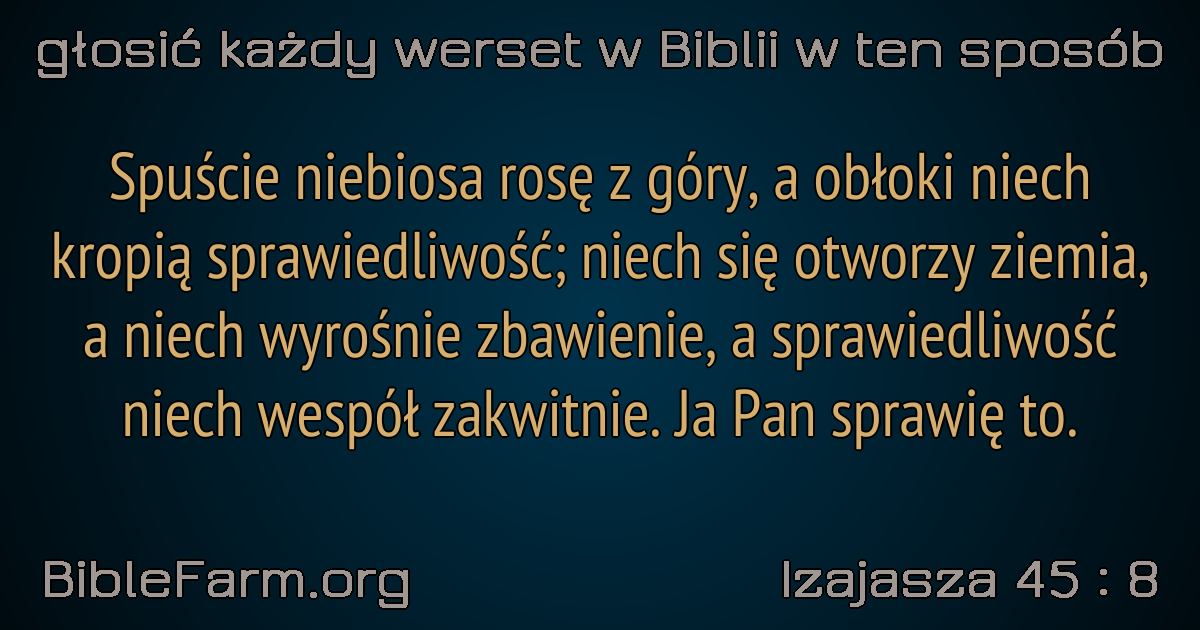 głosić każdy werset w Biblii w ten sposób
Spuście niebiosa rosę z góry, a obłoki niech
kropią sprawiedliwość; niech się otworzy ziemia,
a niech wyrośnie zbawienie, a sprawiedliwość
niech wespół zakwitnie. Ja Pan sprawię to.
BibleFarm.org
Izajasza 45 : 8